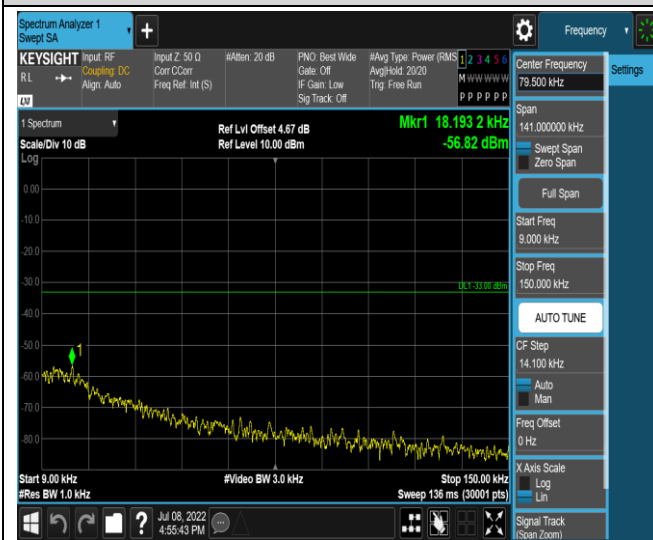 Spectrum Analyzer 1
Swept SA
+
Frequency
KEYSIGHT
RL
LXI
Input: RF
Coupling: DC
Align: Auto
Input Z: 50 Ω
Corr CCorr
Freq Ref: Int (S)
#Atten: 20 dB
PNO: Best Wide
Gate: Off
IF Gain: Low
Sig Track: Off
#Avg Type: Power (RMS
Avg|Hold: 20/20
Trig: Free Run
1 2 3 4 5 6
M W W W W W
P P P P P P
Center Frequency
79.500 kHz
Settings
Span
141.000000 kHz
Swept Span
Zero Span
Full Span
Start Freq
9.000 kHz
Stop Freq
150.000 kHz
AUTO TUNE
CF Step
14.100 kHz
Auto
Man
Freq Offset
0 Hz
X Axis Scale
Log
Lin
Signal Track
(Span Zoom)
1 Spectrum
Scale/Div 10 dB
Log
Ref Lvl Offset 4.67 dB
Ref Level 10.00 dBm
Mkr1 18.193 2 kHz
-56.82 dBm
0.00
-10.0
-20.0
-30.0
DL1 -33.00 dBm
-40.0
-50.0
1
-60.0
-70.0
-80.0
Start 9.00 kHz
#Video BW 3.0 kHz
Stop 150.00 kHz
#Res BW 1.0 kHz
Sweep 136 ms (30001 pts)
?
Jul 08, 2022
4:55:43 PM